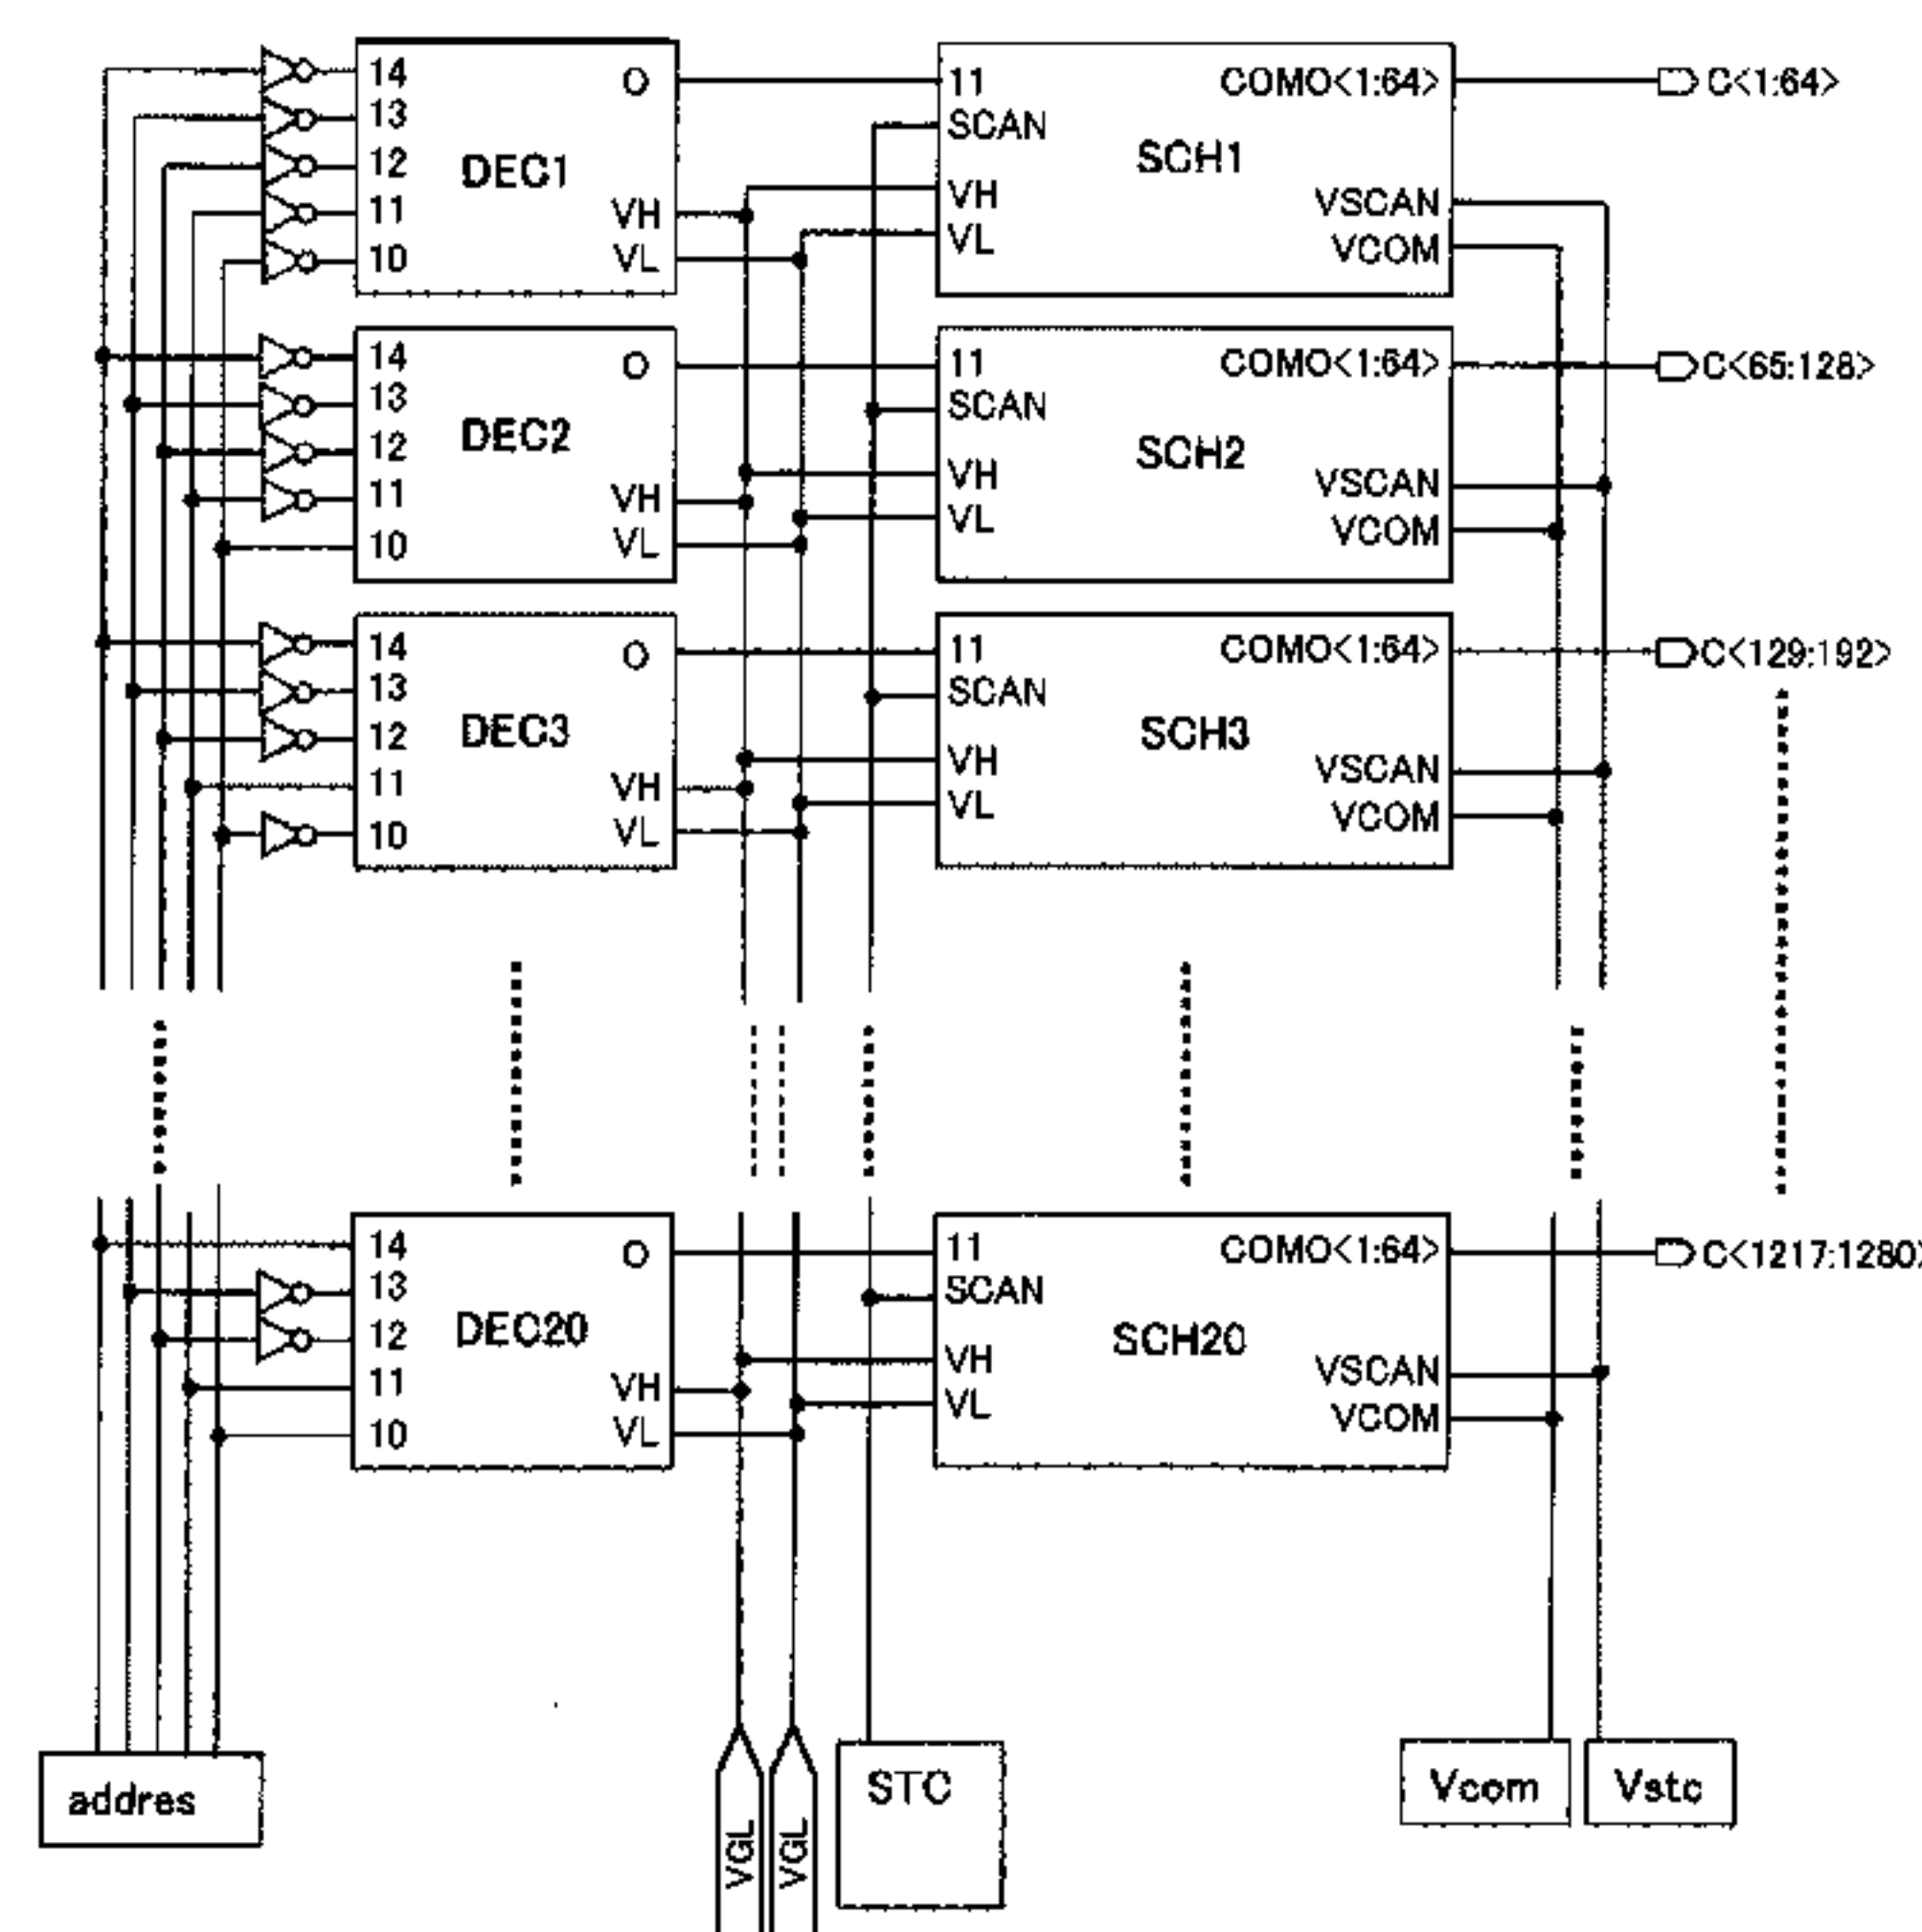 14 O 11 COMO<1:64> C<1:64>
13 SCAN
12 DEC1 SCH1
11 VH VH VSCAN
10 VL VL VCOM
14 O 11 COMO<1:64> C<65:128>
13 SCAN
12 DEC2 SCH2
11 VH VH VSCAN
10 VL VL VCOM
14 O 11 COMO<1:64> C<129:192>
13 SCAN
12 DEC3 SCH3
11 VH VH VSCAN
10 VL VL VCOM
14 O 11 COMO<1:64> C<1217:1280>
13 SCAN
12 DEC20 SCH20
11 VH VH VSCAN
10 VL VL VCOM
addres VGL VGL STC Vcom Vstc